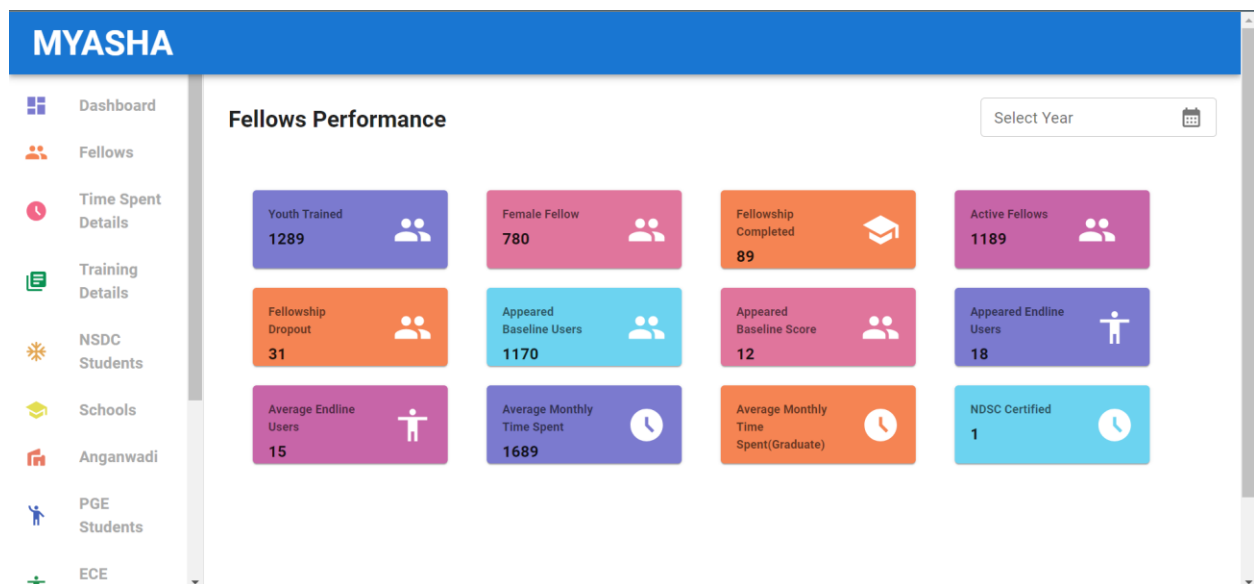 MYASHA
Dashboard
Fellows
Time Spent
Details
Training
Details
NSDC
Students
Schools
Anganwadi
PGE
Students
ECE
Fellows Performance
Select Year
Youth Trained
1289
Female Fellow
780
Fellowship
Completed
89
Active Fellows
1189
Fellowship
Dropout
31
Appeared
Baseline Users
1170
Appeared
Baseline Score
12
Appeared Endline
Users
18
Average Endline
Users
15
Average Monthly
Time Spent
1689
Average Monthly
Time
Spent(Graduate)
NDSC Certified
1